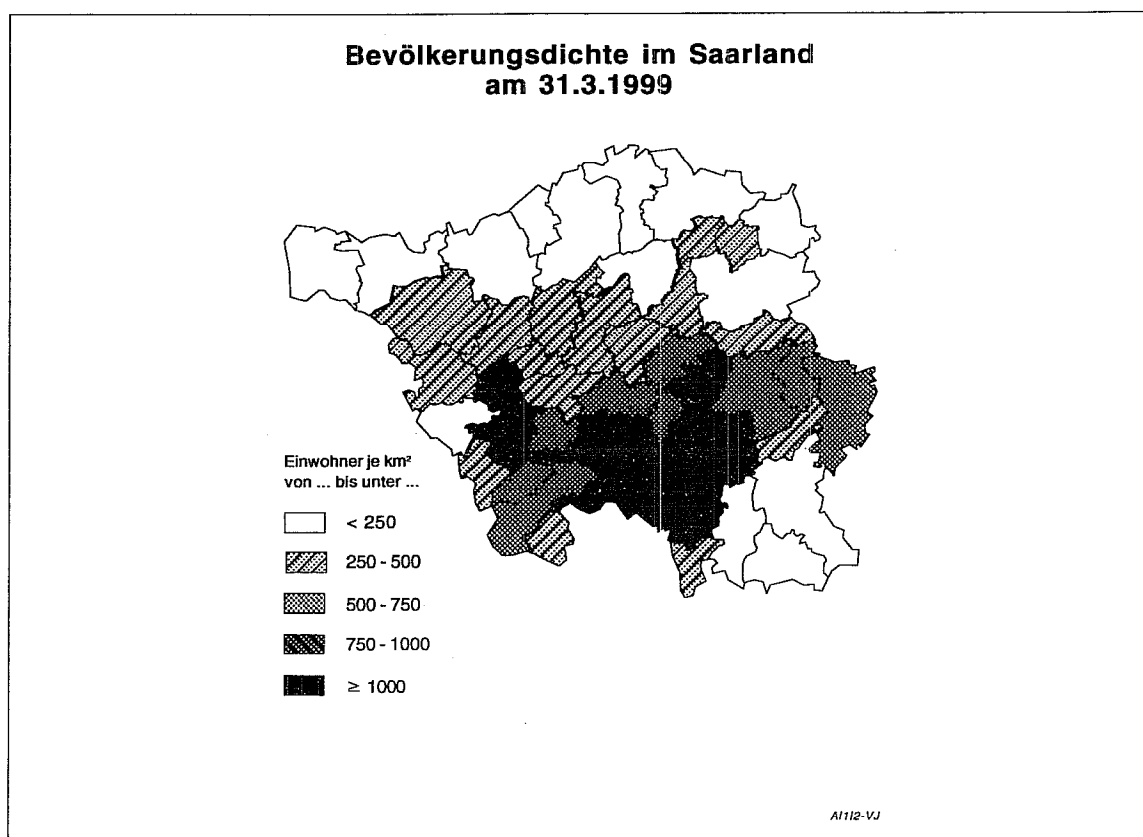 Bevölkerungsdichte im Saarland
am 31.3.1999
Einwohner je km²
von ... bis unter ...
< 250
250 - 500
500 - 750
750 - 1000
≥ 1000
AI1I2-VJ